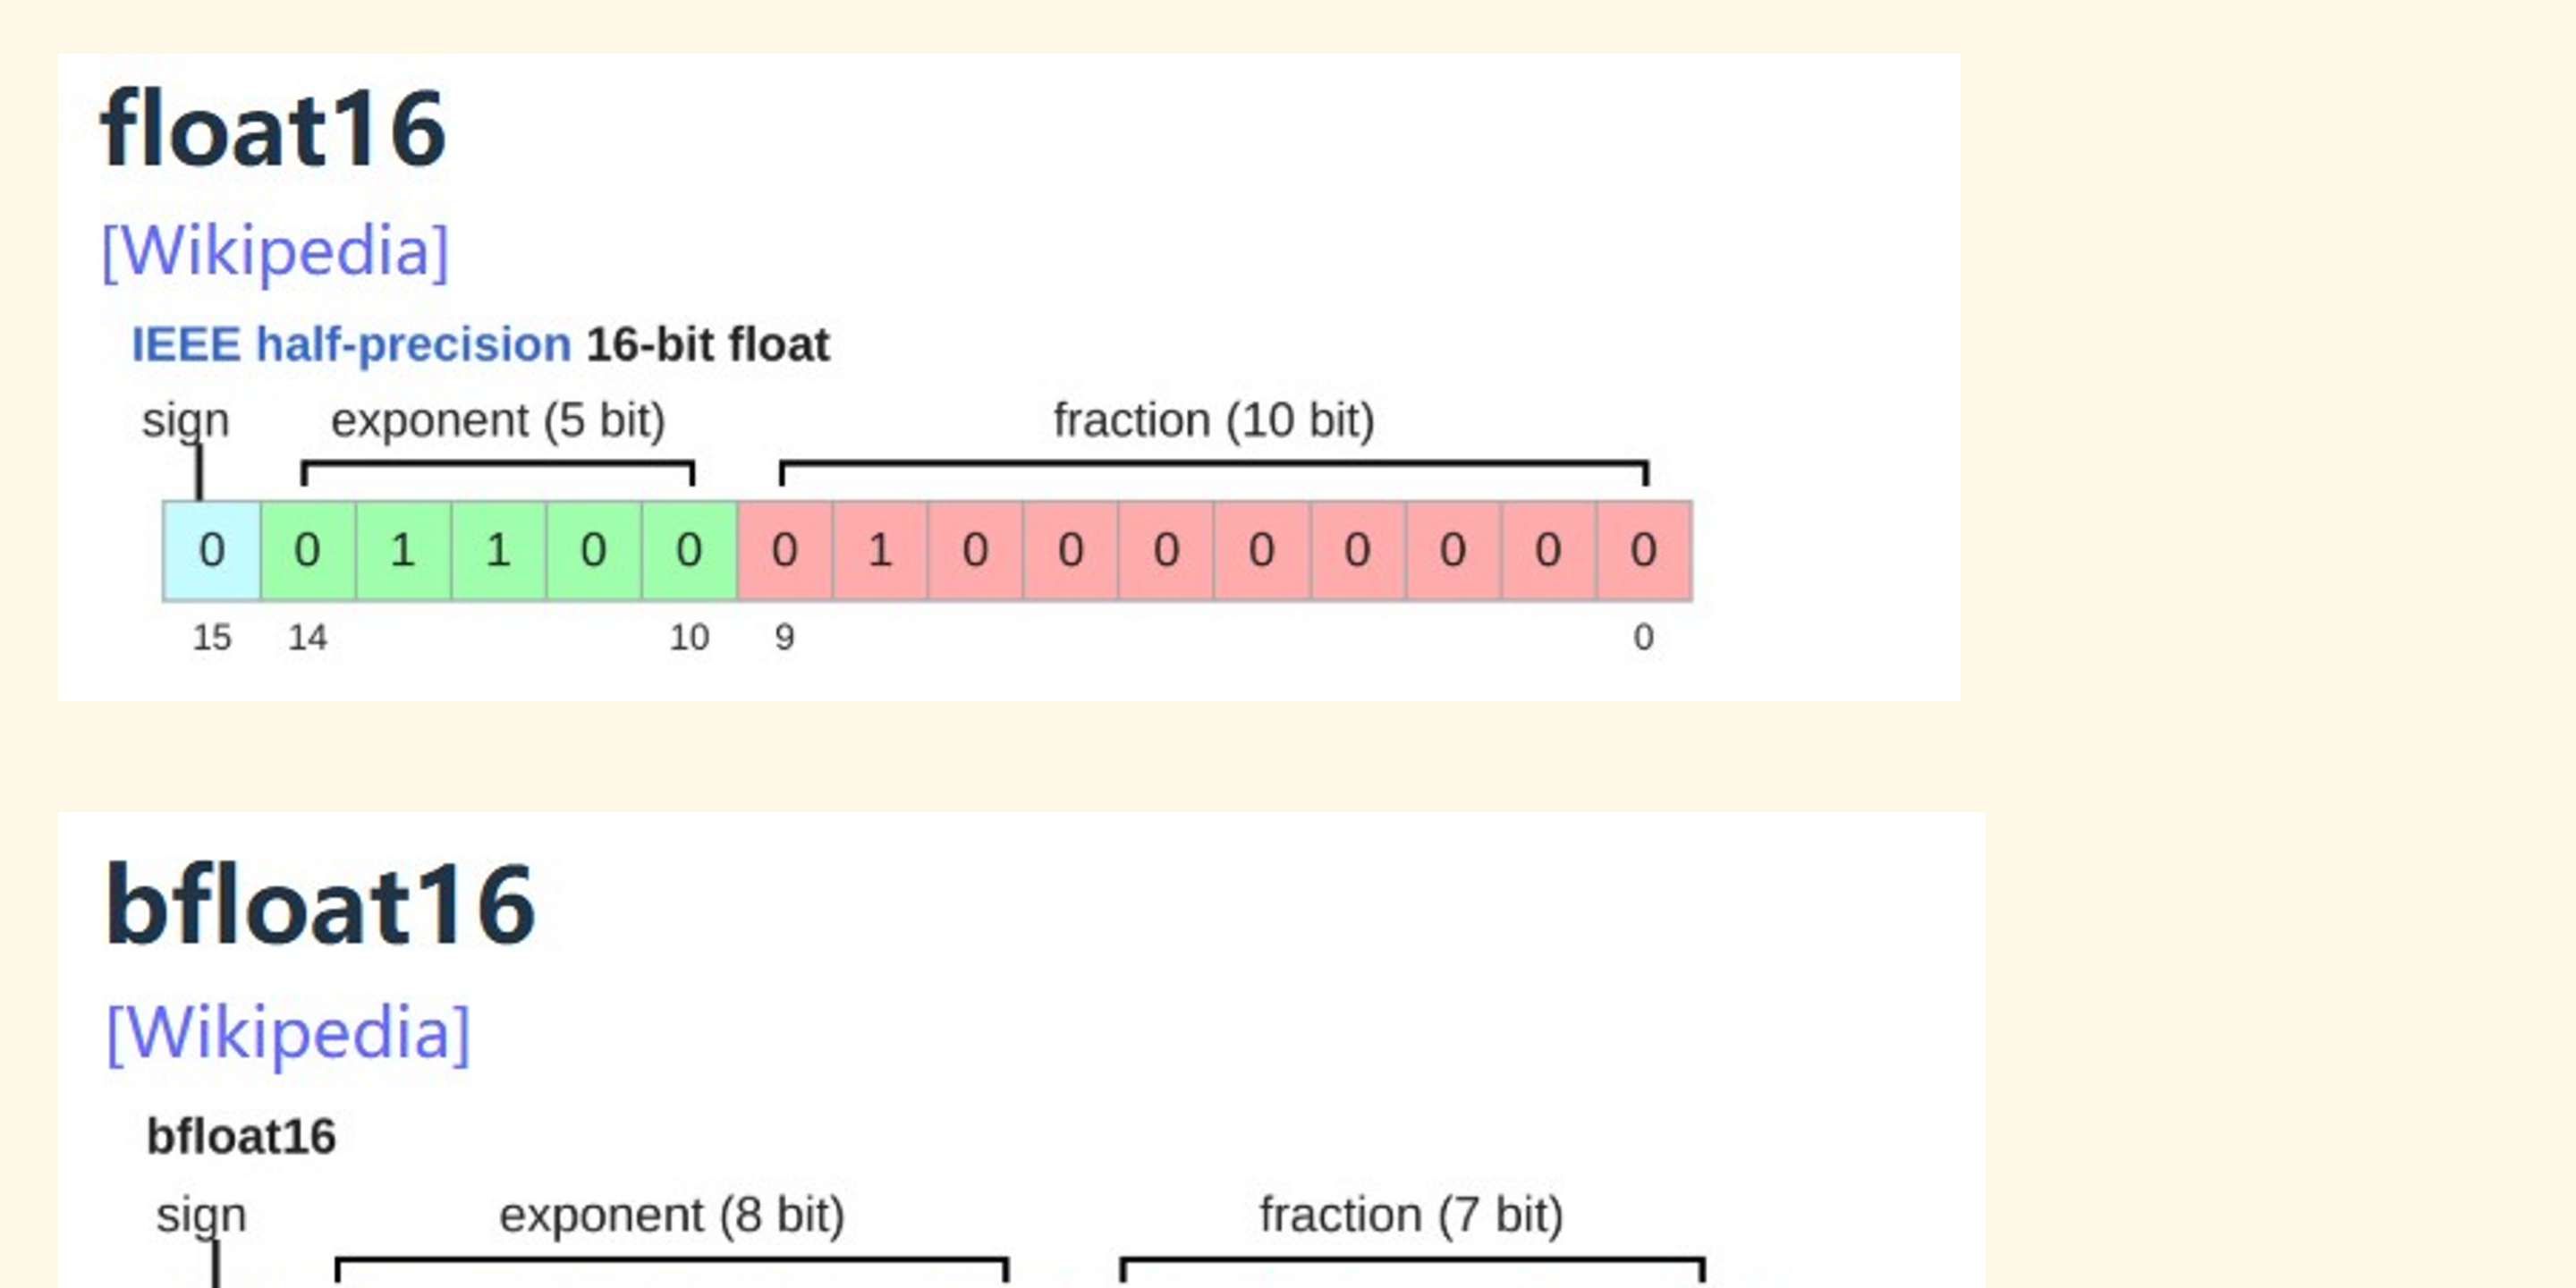 float16
[Wikipedia]
IEEE half-precision 16-bit float
sign exponent (5 bit) fraction (10 bit)
0 0 1 1 0 0 0 1 0 0 0 0 0 0 0 0
15 14 10 9 0
bfloat16
[Wikipedia]
bfloat16
sign exponent (8 bit) fraction (7 bit)